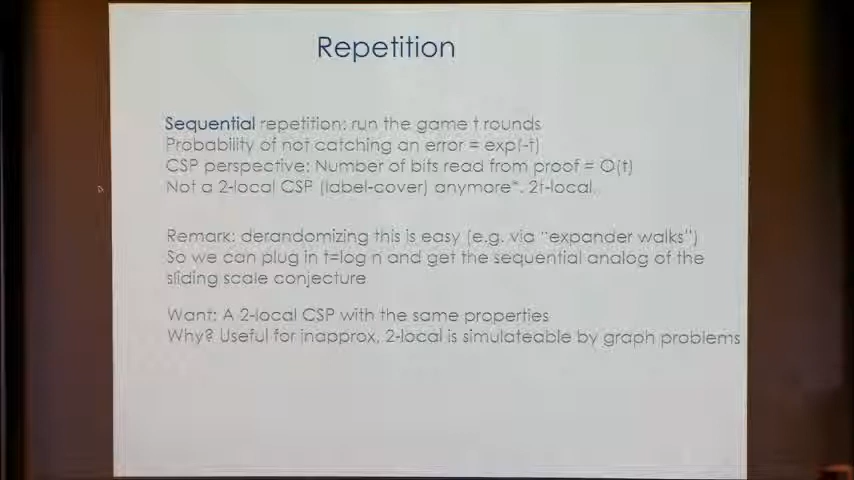 Repetition
Sequential repetition: run the game t rounds
Probability of not catching an error = exp(-t)
CSP perspective: Number of bits read from proof = O(t)
Not a 2-local CSP (label-cover) anymore*. 2t-local.
Remark: derandomizing this is easy (e.g. via "expander walks")
So we can plug in t=log n and get the sequential analog of the
sliding scale conjecture
Want: A 2-local CSP with the same properties
Why? Useful for inapprox, 2-local is simulateable by graph problems